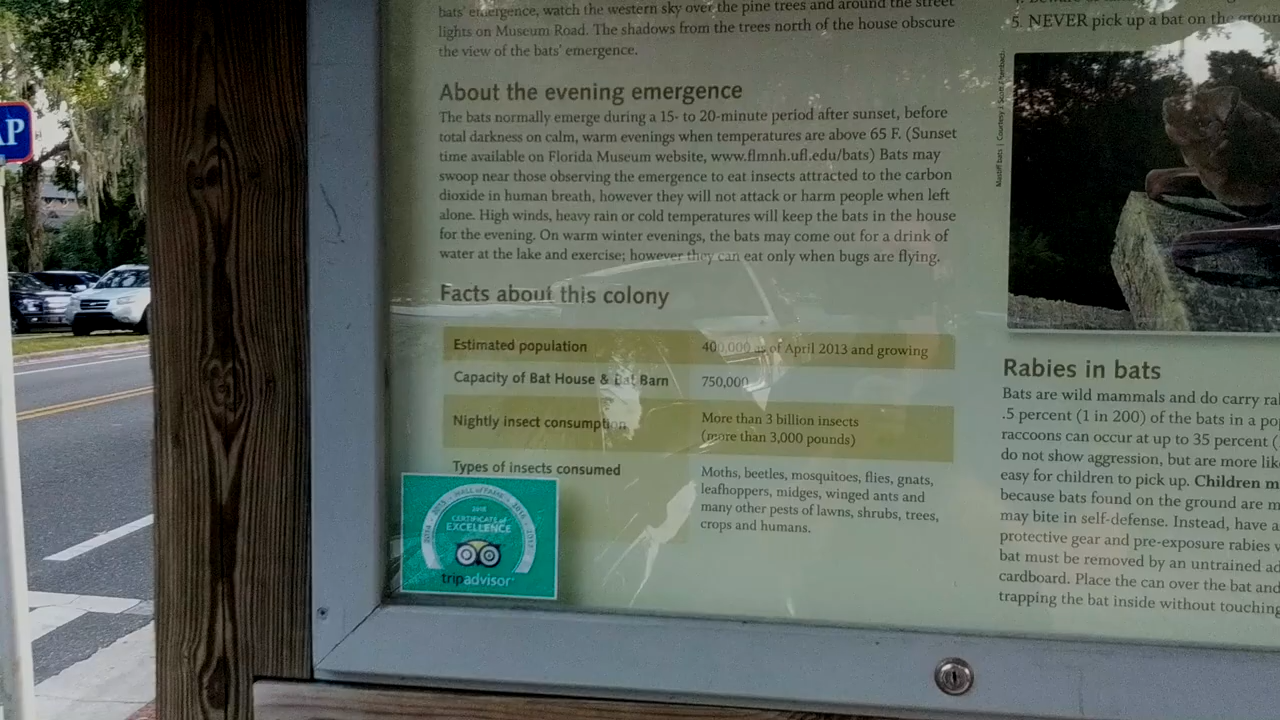 AP
bats' emergence, watch the western sky over the pine trees and around the street
lights on Museum Road. The shadows from the trees north of the house obscure
the view of the bats' emergence.
About the evening emergence
The bats normally emerge during a 15- to 20-minute period after sunset, before
total darkness on calm, warm evenings when temperatures are above 65 F. (Sunset
time available on Florida Museum website, www.flmnh.ufl.edu/bats) Bats may
swoop near those observing the emergence to eat insects attracted to the carbon
dioxide in human breath, however they will not attack or harm people when left
alone. High winds, heavy rain or cold temperatures will keep the bats in the house
for the evening. On warm winter evenings, the bats may come out for a drink of
water at the lake and exercise; however they can eat only when bugs are flying.
Facts about this colony
Estimated population 400,000 as of April 2013 and growing
Capacity of Bat House & Bat Barn 750,000
Nightly insect consumption More than 3 billion insects
(more than 3,000 pounds)
Types of insects consumed Moths, beetles, mosquitoes, flies, gnats,
leafhoppers, midges, winged ants and
many other pests of lawns, shrubs, trees,
crops and humans.
HALL of FAME
2018
CERTIFICATE of
EXCELLENCE
tripadvisor
5. NEVER pick up a bat on the
Mastiff bats | Courtesy
Rabies in bats
Bats are wild mammals and do carry
.5 percent (1 in 200) of the bats in a
raccoons can occur at up to 35 percent
do not show aggression, but are more
easy for children to pick up. Children
because bats found on the ground are
may bite in self-defense. Instead, have a
protective gear and pre-exposure rabies
bat must be removed by an untrained
cardboard. Place the can over the bat and
trapping the bat inside without touching